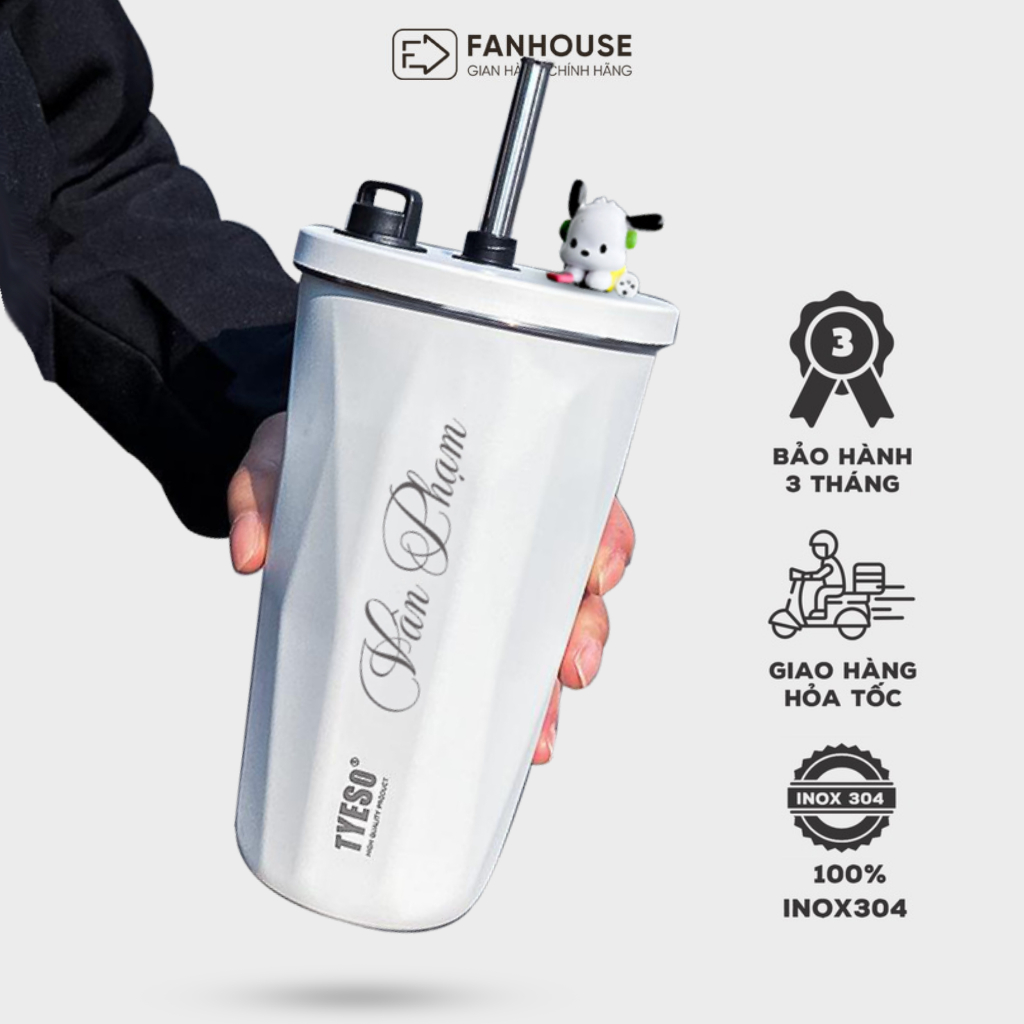 FANHOUSE
GIAN HÀ CHÍNH HÃNG
3
BẢO HÀNH
3 THÁNG
Vân Phạm
GIAO HÀNG
HỎA TỐC
INOX 304
100%
INOX304
TYESO®
HIGH QUALITY PRODUCT